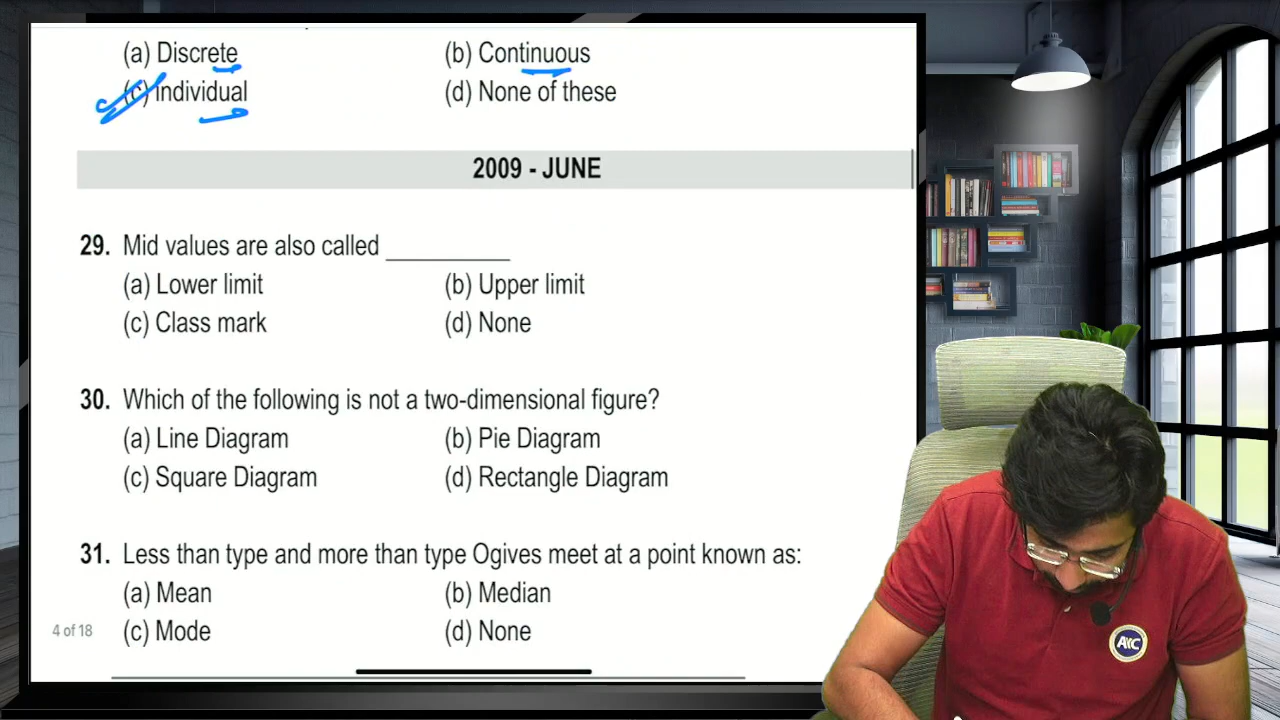 (a) Discrete (b) Continuous
(c) Individual (d) None of these
2009 - JUNE
29. Mid values are also called __________
(a) Lower limit (b) Upper limit
(c) Class mark (d) None
30. Which of the following is not a two-dimensional figure?
(a) Line Diagram (b) Pie Diagram
(c) Square Diagram (d) Rectangle Diagram
31. Less than type and more than type Ogives meet at a point known as:
(a) Mean (b) Median
4 of 18 (c) Mode (d) None